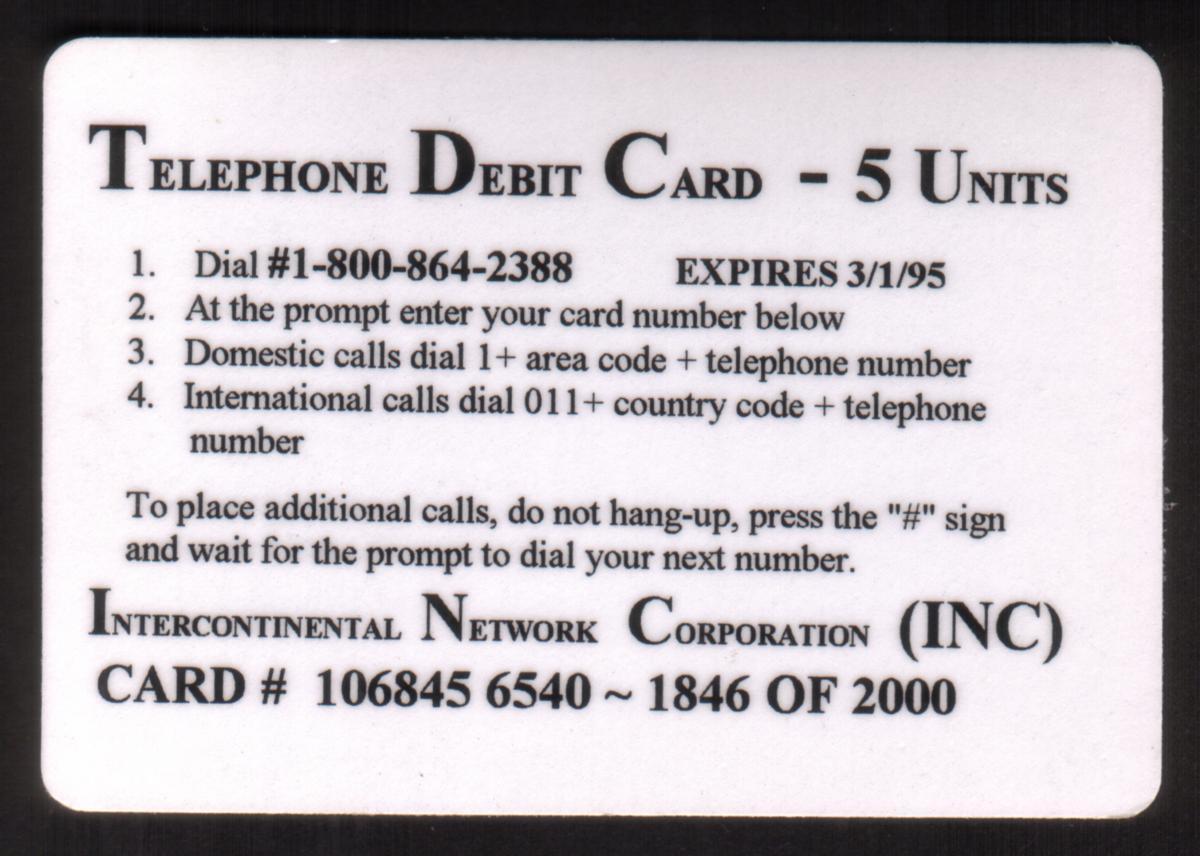 TELEPHONE DEBIT CARD - 5 UNITS
1. Dial #1-800-864-2388 EXPIRES 3/1/95
2. At the prompt enter your card number below
3. Domestic calls dial 1+ area code + telephone number
4. International calls dial 011+ country code + telephone
number
To place additional calls, do not hang-up, press the "#" sign
and wait for the prompt to dial your next number.
INTERCONTINENTAL NETWORK CORPORATION (INC)
CARD # 106845 6540 ~ 1846 OF 2000